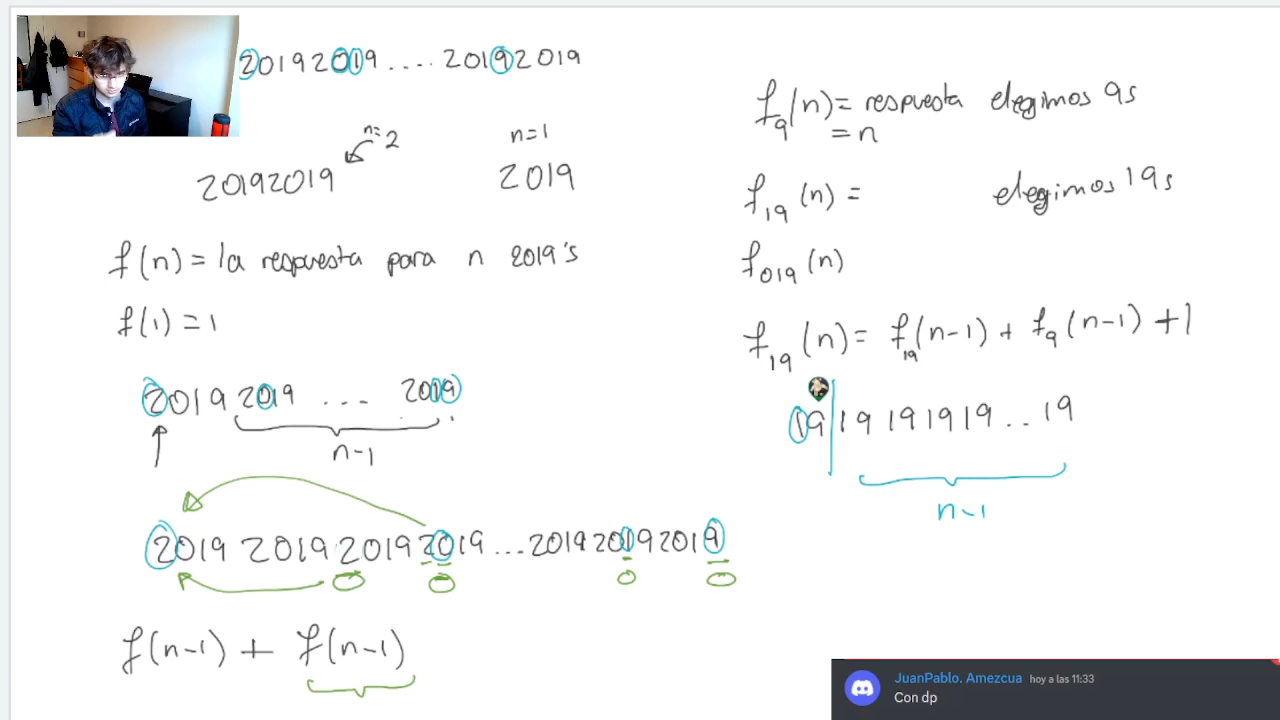 20192019 .... 20192019
n=2
20192019
n=1
2019
f(n) = la respuesta para n 2019's
f(1) = 1
2019 2019 ... 2019
n-1
2019 2019 2019 2019 ... 2019 2019 2019
f(n-1) + f(n-1)
f9(n) = respuesta elegimos 9s
= n
f19(n) = elegimos 19s
f019(n)
f19(n) = f19(n-1) + f9(n-1) + 1
19 | 19 19 19 19 ... 19
n-1
JuanPablo. Amezcua hoy a las 11:33
Con dp